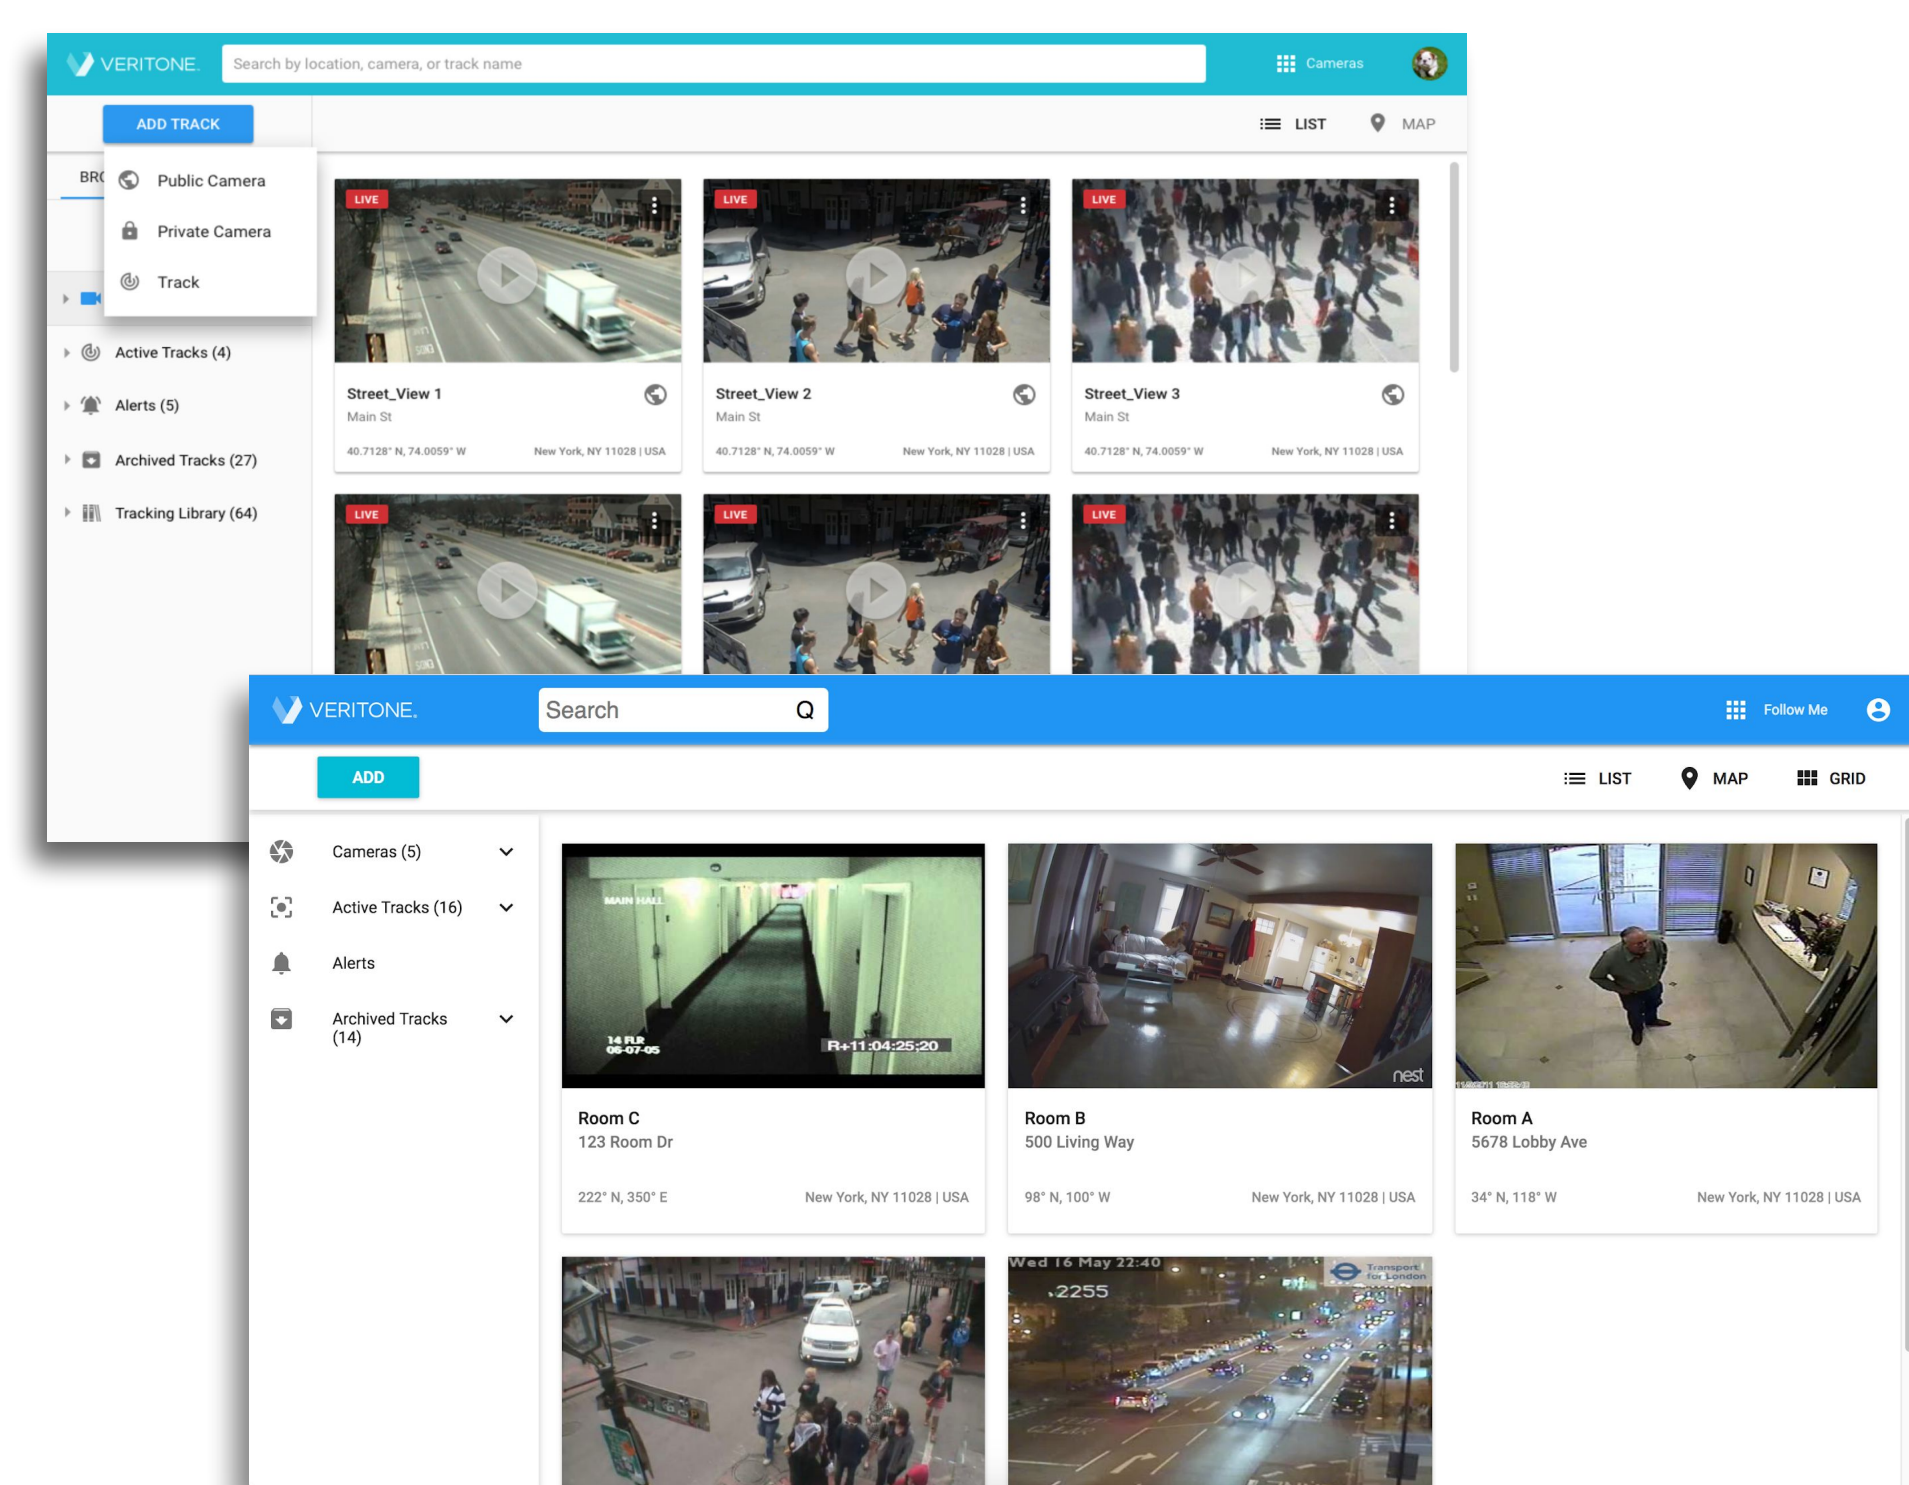 VERITONE.
Search by location, camera, or track name
Cameras
ADD TRACK
LIST
MAP
BRO
Public Camera
Private Camera
Track
Active Tracks (4)
Alerts (5)
Archived Tracks (27)
Tracking Library (64)
LIVE
LIVE
LIVE
Street_View 1
Main St
40.7128° N, 74.0059° W
New York, NY 11028 | USA
Street_View 2
Main St
40.7128° N, 74.0059° W
New York, NY 11028 | USA
Street_View 3
Main St
40.7128° N, 74.0059° W
New York, NY 11028 | USA
LIVE
LIVE
LIVE
VERITONE.
Search
Follow Me
ADD
LIST
MAP
GRID
Cameras (5)
Active Tracks (16)
Alerts
Archived Tracks
(14)
MAIN HALL
14 FLR
06-07-05
R+11:04:25;20
nest
Room C
123 Room Dr
222° N, 350° E
New York, NY 11028 | USA
Room B
500 Living Way
98° N, 100° W
New York, NY 11028 | USA
Room A
5678 Lobby Ave
34° N, 118° W
New York, NY 11028 | USA
Wed 16 May 22:40
2255
Transport
for London